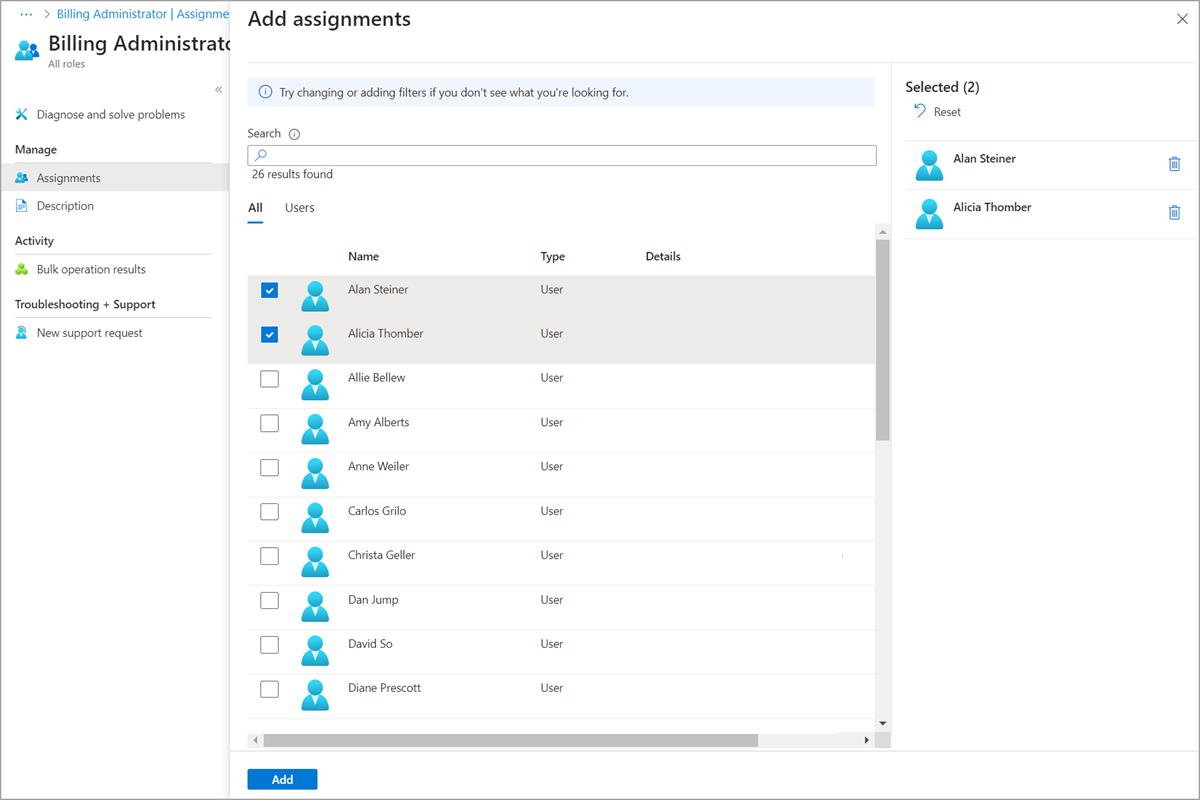 ··· > Billing Administrator | Assignme
Billing Administrato
All roles
«
Diagnose and solve problems
Manage
Assignments
Description
Activity
Bulk operation results
Troubleshooting + Support
New support request
Add assignments
Try changing or adding filters if you don't see what you're looking for.
Search
26 results found
All Users
Name Type Details
Alan Steiner User
Alicia Thomber User
Allie Bellew User
Amy Alberts User
Anne Weiler User
Carlos Grilo User
Christa Geller User
Dan Jump User
David So User
Diane Prescott User
Add
Selected (2)
Reset
Alan Steiner
Alicia Thomber